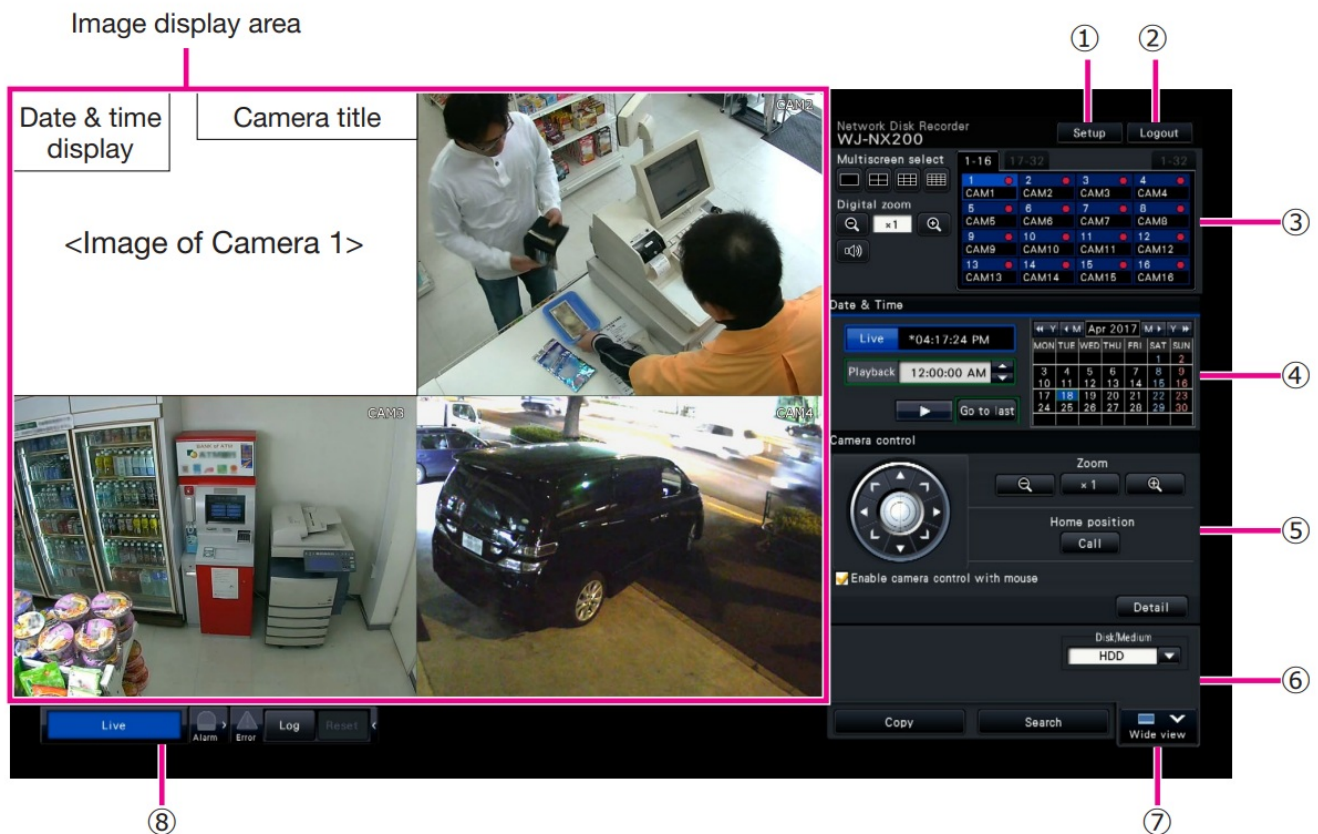 Image display area
① ②
Date & time
display
Camera title
<Image of Camera 1>
CAM2
CAM3
CAM4
BANK of ATM
Network Disk Recorder
WJ-NX200
Setup Logout
Multiscreen select
1-16 17-32 1-32
1 2 3 4
CAM1 CAM2 CAM3 CAM4
5 6 7 8
CAM5 CAM6 CAM7 CAM8
9 10 11 12
CAM9 CAM10 CAM11 CAM12
13 14 15 16
CAM13 CAM14 CAM15 CAM16
Digital zoom
×1
③
Date & Time
Live *04:17:24 PM
Playback 12:00:00 AM
Go to last
Y M Apr 2017 M Y
MON TUE WED THU FRI SAT SUN
1 2
3 4 5 6 7 8 9
10 11 12 13 14 15 16
17 18 19 20 21 22 23
24 25 26 27 28 29 30
④
Camera control
Zoom
×1
Home position
Call
⑤
Enable camera control with mouse
Detail
Disk/Medium
HDD
⑥
Copy Search
Wide view
⑦
Live Alarm Error Log Reset
⑧